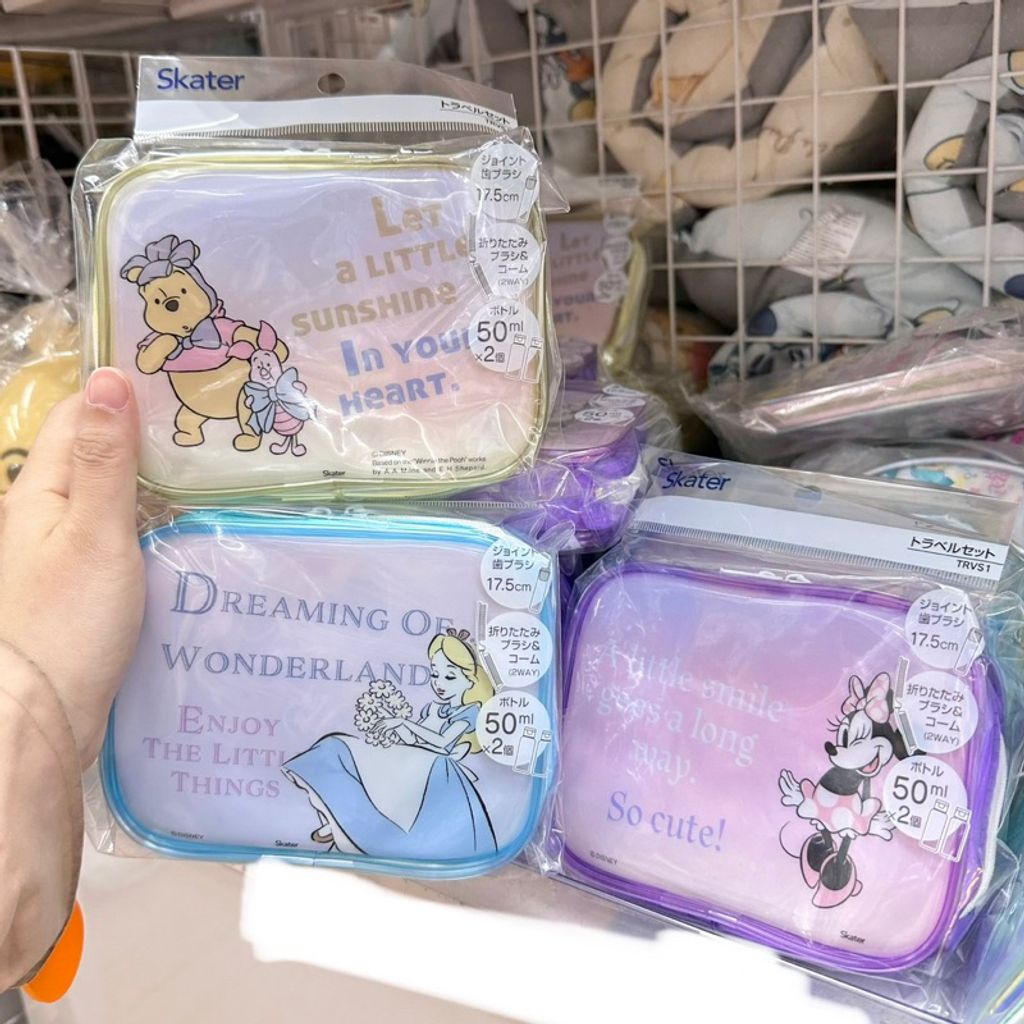 Skater
トラベルセット
ジョイント
歯ブラシ
17.5cm
折りたたみ
ブラシ&
コーム
(2WAY)
ボトル
50ml
×2個
LET
A LITTLE
SUNSHINE
IN YOUR
HEART.
© DISNEY
Based on the "Winnie the Pooh" works
by A.A. Milne and E.H. Shepard.
Skater
LET
50ml
DREAMING OF
WONDERLAND
ENJOY
THE LITTL
THINGS
© DISNEY
Skater
ジョイント
歯ブラシ
17.5cm
折りたたみ
ブラシ&
コーム
(2WAY)
ボトル
50ml
×2個
Skater
トラベルセット
TRVS1
ジョイント
歯ブラシ
17.5cm
折りたたみ
ブラシ&
コーム
(2WAY)
ボトル
50ml
×2個
A little smile
goes a long
way.
So cute!
© DISNEY
Skater